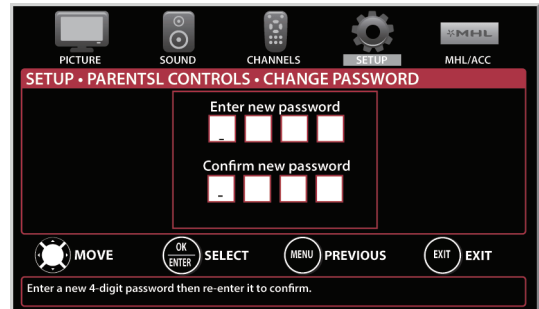 MHL
PICTURE SOUND CHANNELS SETUP MHL/ACC
SETUP • PARENTSL CONTROLS • CHANGE PASSWORD
Enter new password
_
Confirm new password
_
MOVE OK ENTER SELECT MENU PREVIOUS EXIT EXIT
Enter a new 4-digit password then re-enter it to confirm.